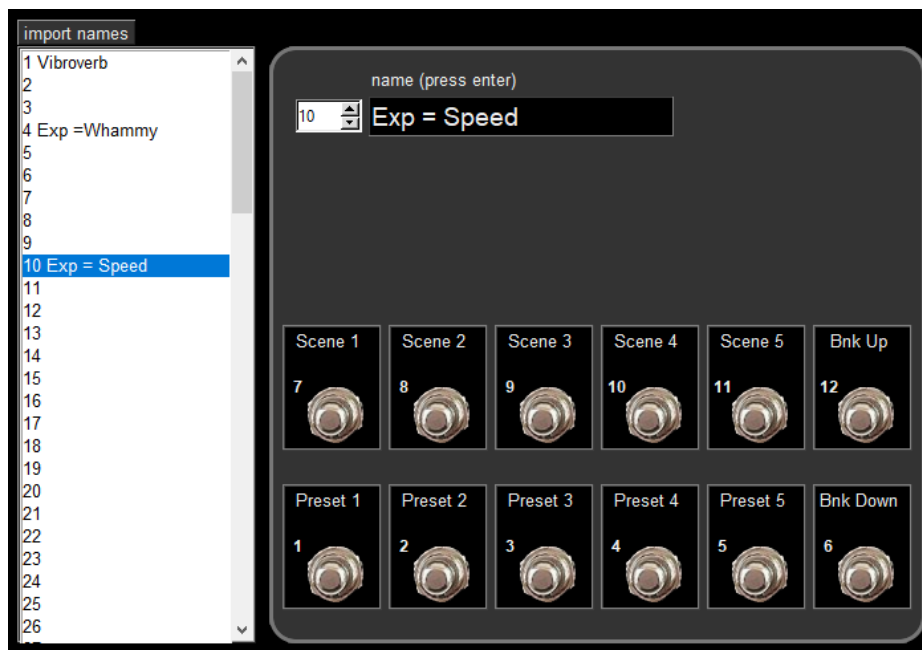 import names
1 Vibroverb
2
3
4 Exp =Whammy
5
6
7
8
9
10 Exp = Speed
11
12
13
14
15
16
17
18
19
20
21
22
23
24
25
26
name (press enter)
10 Exp = Speed
Scene 1 Scene 2 Scene 3 Scene 4 Scene 5 Bnk Up
7 8 9 10 11 12
Preset 1 Preset 2 Preset 3 Preset 4 Preset 5 Bnk Down
1 2 3 4 5 6